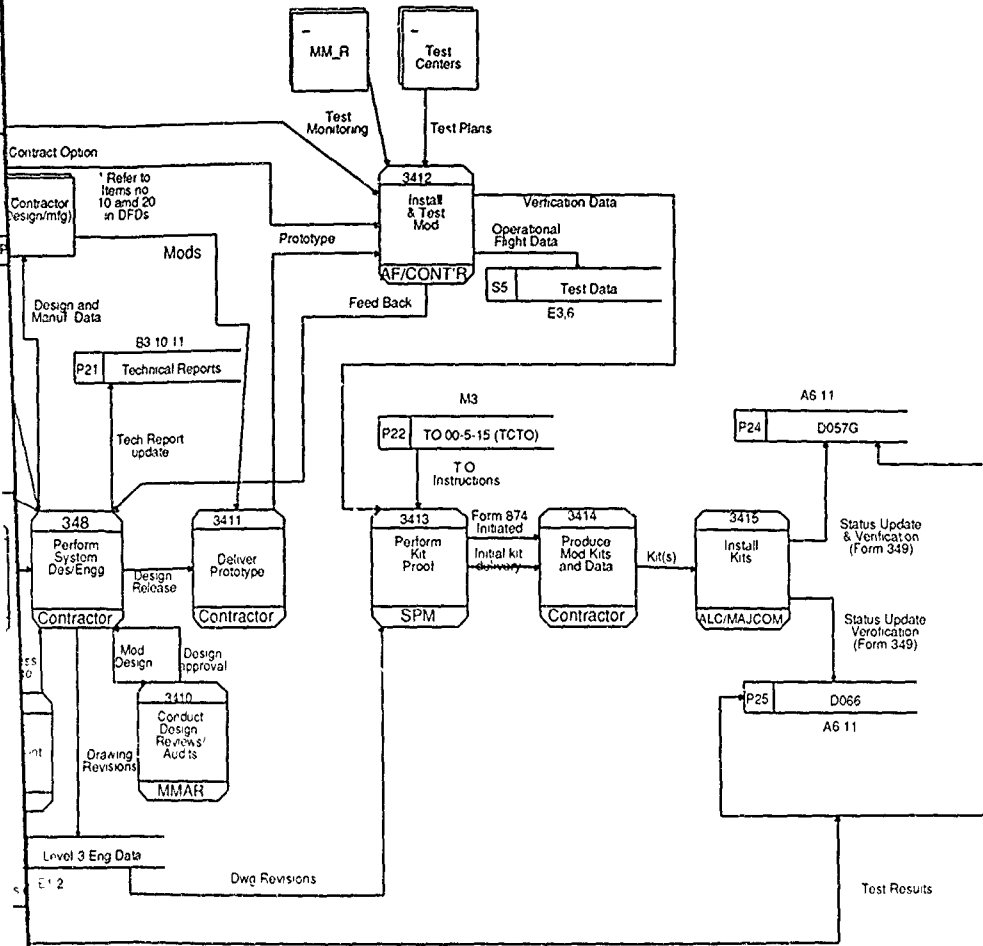 MM_R
Test
Centers
Test
Monitoring
Test Plans
Contract Option
Contractor
Design/mfg)
' Refer to
Items no
10 amd 20
in DFDs
3412
Install
& Test
Mod
AF/CONT'R
Verfication Data
Operational
Flight Data
S5
Test Data
E3,6
Prototype
Mods
Feed Back
Design and
Manuf Data
B3 10 11
P21
Technical Reports
Tech Report
update
M3
P22
TO 00-5-15 (TCTO)
T O
Instructions
A6 11
P24
D057G
348
Perform
System
Des/Engg
Contractor
Design
Release
3411
Deliver
Prototype
Contractor
3413
Perform
Kit
Proof
SPM
Form 874
Initiated
Initial kit
delivery
3414
Produce
Mod Kits
and Data
Contractor
Kit(s)
3415
Install
Kits
ALC/MAJCOM
Status Update
& Verification
(Form 349)
Status Update
Verofication
(Form 349)
Mod
Design
Design
Approval
3410
Conduct
Design
Reviews/
Audits
MMAR
Drawing
Revisions
P25
D066
A6 11
Level 3 Eng Data
E1 2
Dwg Revisions
Test Results